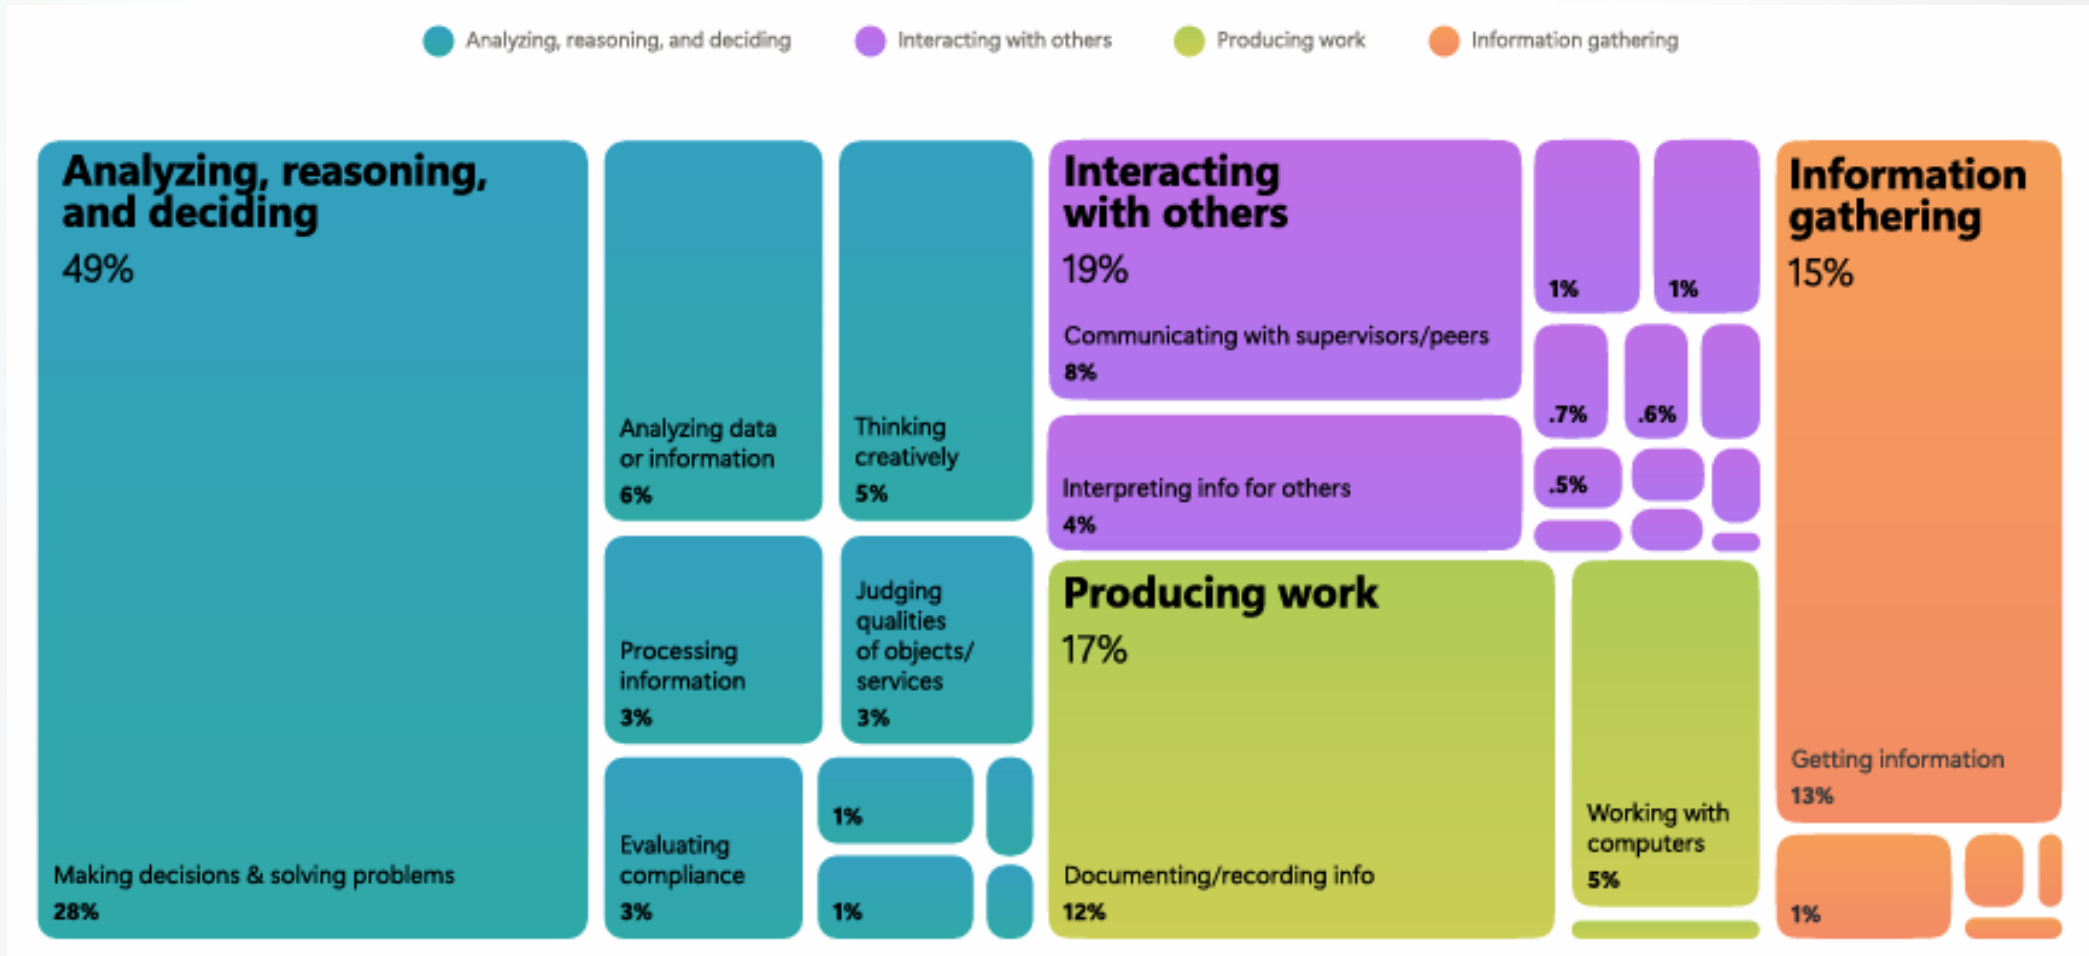 Analyzing, reasoning, and deciding
Interacting with others
Producing work
Information gathering
Analyzing, reasoning,
and deciding
49%
Making decisions & solving problems
28%
Analyzing data
or information
6%
Thinking
creatively
5%
Processing
information
3%
Judging
qualities
of objects/
services
3%
Evaluating
compliance
3%
1%
1%
Interacting
with others
19%
Communicating with supervisors/peers
8%
Interpreting info for others
4%
1%
1%
.7%
.6%
.5%
Producing work
17%
Documenting/recording info
12%
Working with
computers
5%
Information
gathering
15%
Getting information
13%
1%